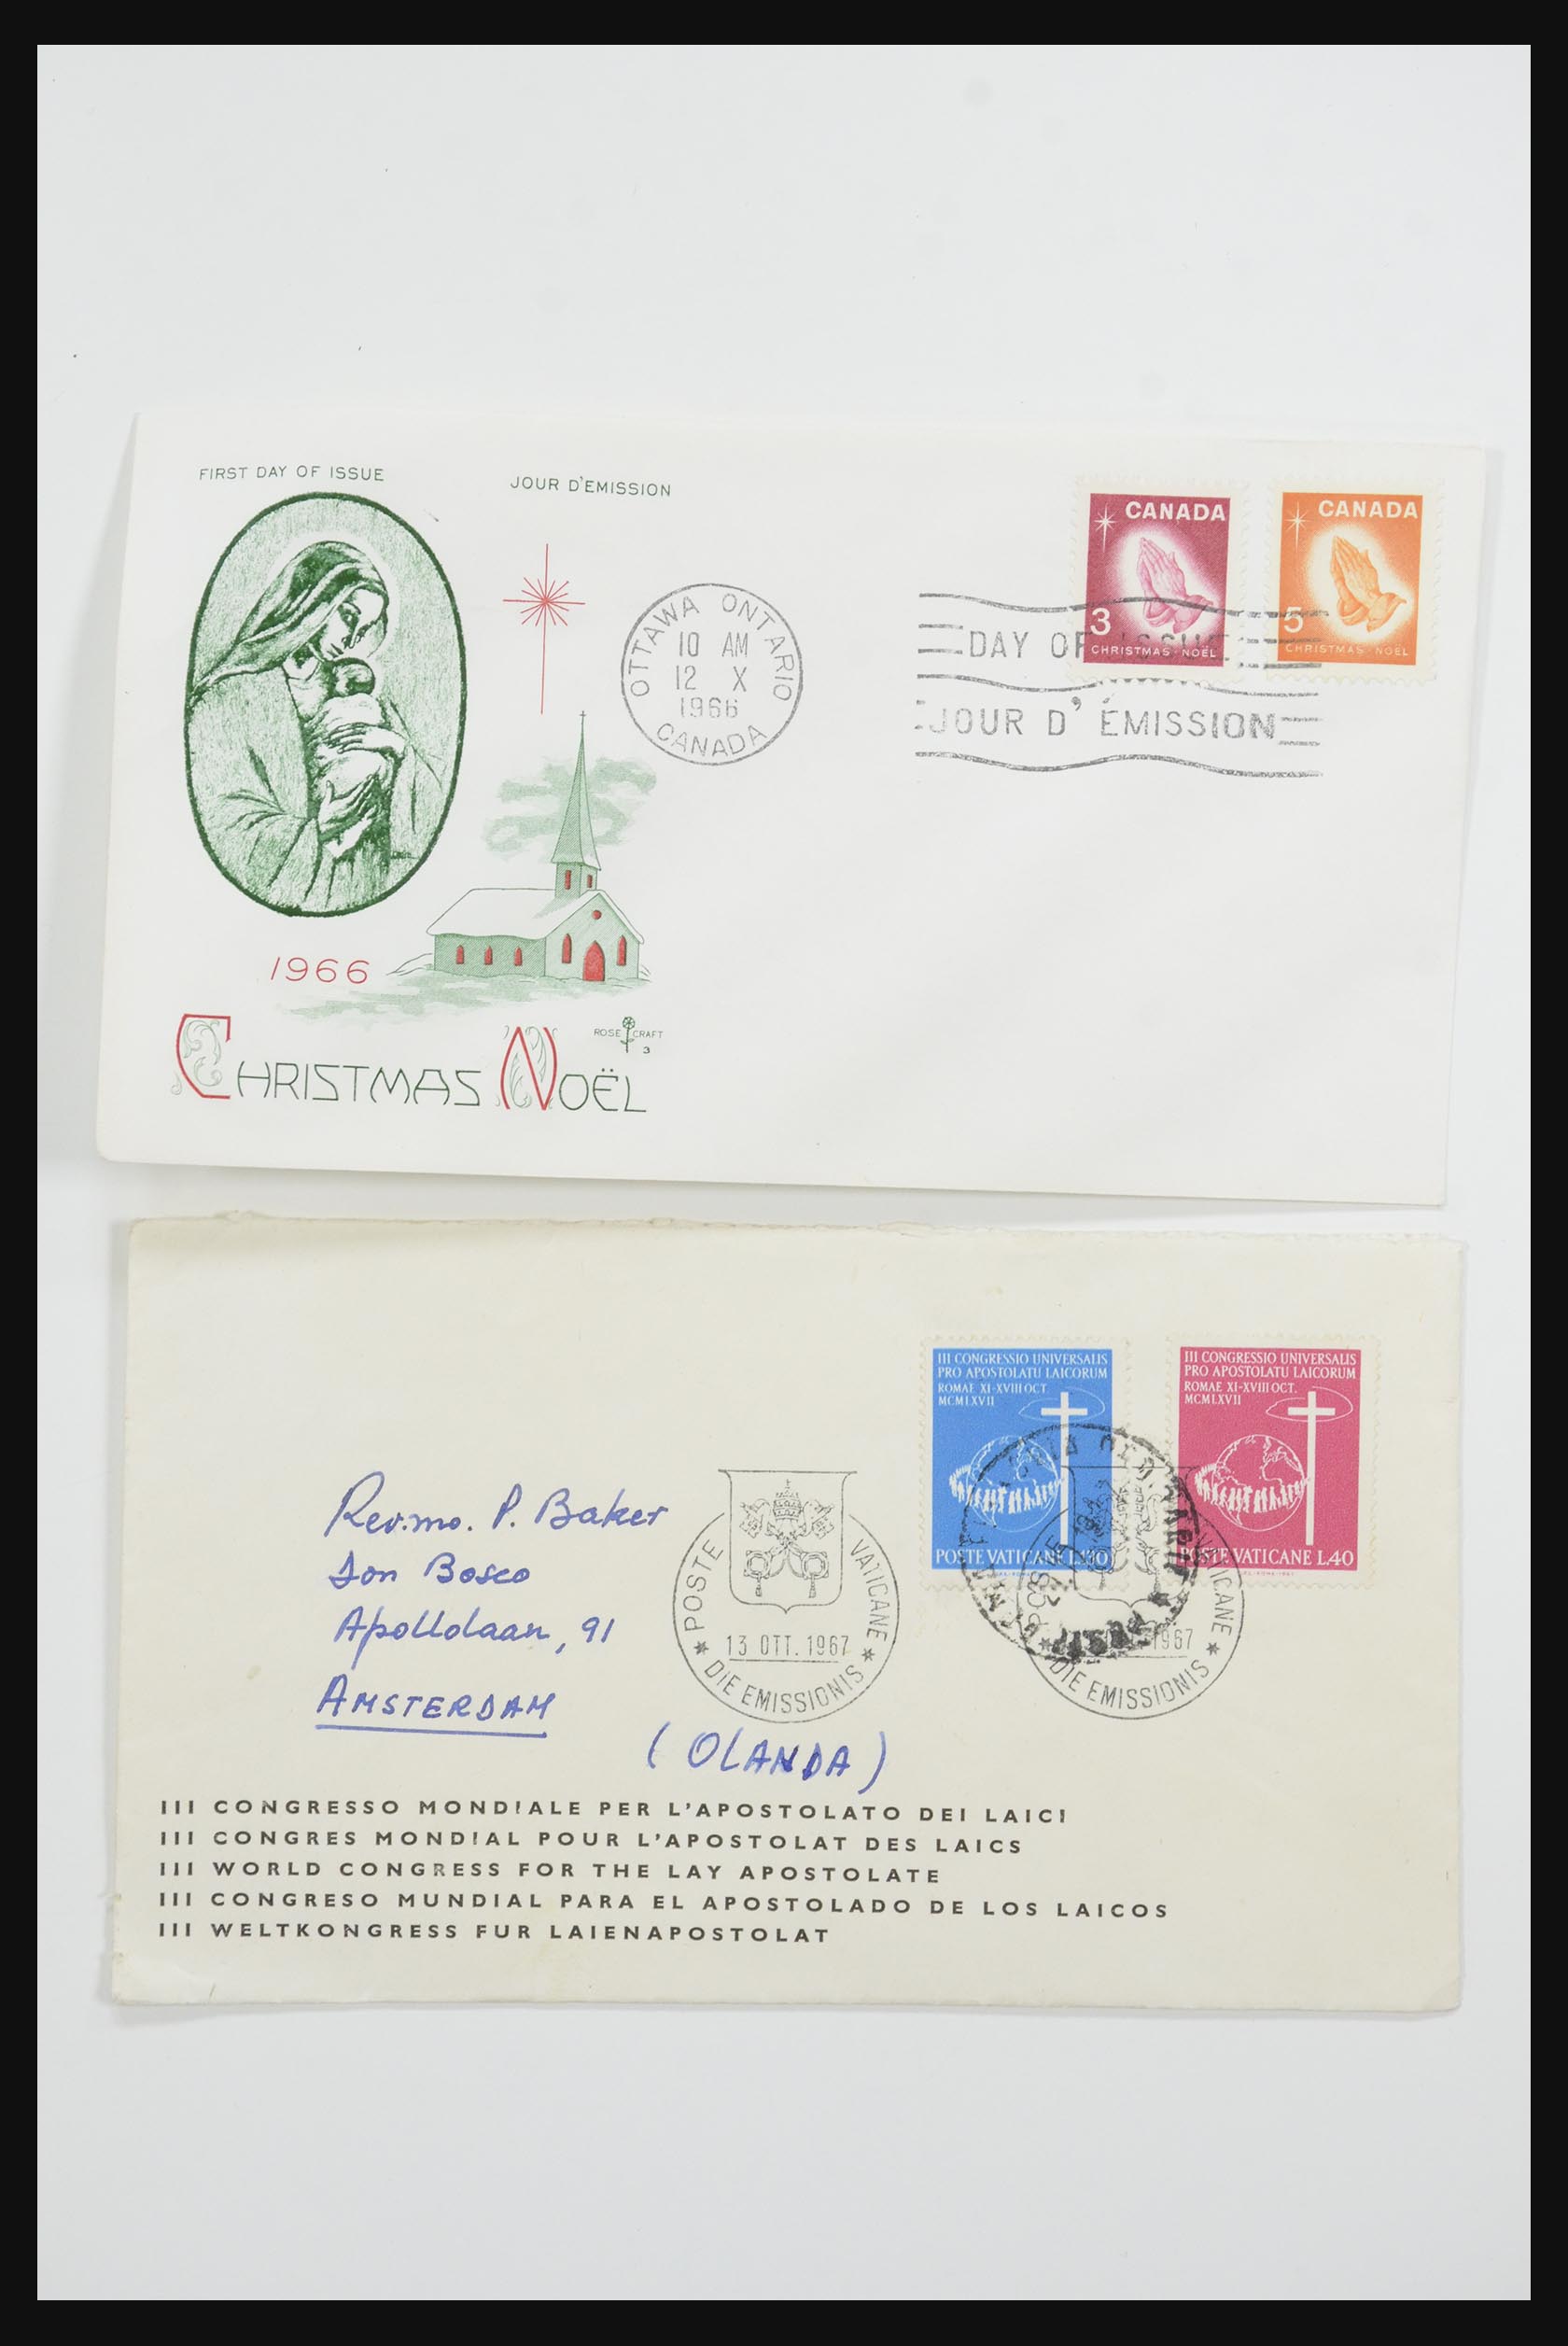 FIRST DAY OF ISSUE
JOUR D'EMISSION
OTTAWA ONTARIO
10 AM
12 X
1966
CANADA
DAY OF ISSUE
JOUR D' ÉMISSION
CANADA
3
CHRISTMAS · NOËL
CANADA
5
CHRISTMAS · NOËL
1966
ROSE CRAFT
3
CHRISTMAS NOËL
III CONGRESSIO UNIVERSALIS
PRO APOSTOLATU LAICORUM
ROMAE XI-XVIII OCT.
MCMLXVII
POSTE VATICANE
III CONGRESSIO UNIVERSALIS
PRO APOSTOLATU LAICORUM
ROMAE XI-XVIII OCT.
MCMLXVII
POSTE VATICANE L.40
Rev.mo. P. Baker
Don Bosco
Apollolaan, 91
AMSTERDAM
(OLANDA)
POSTE VATICANE
13 OTT. 1967
DIE EMISSIONIS
VATICANE
1967
DIE EMISSIONIS
III CONGRESSO MONDIALE PER L'APOSTOLATO DEI LAICI
III CONGRES MONDIAL POUR L'APOSTOLAT DES LAICS
III WORLD CONGRESS FOR THE LAY APOSTOLATE
III CONGRESO MUNDIAL PARA EL APOSTOLADO DE LOS LAICOS
III WELTKONGRESS FUR LAIENAPOSTOLAT